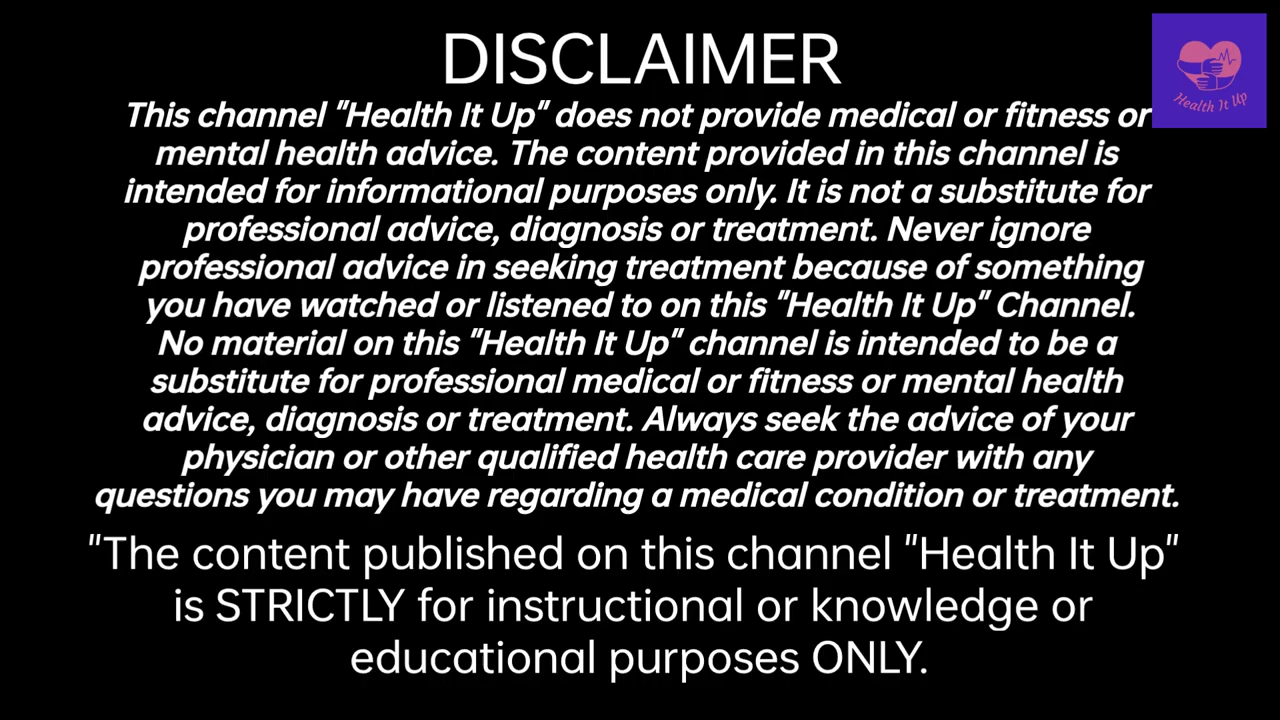 DISCLAIMER
This channel "Health It Up" does not provide medical or fitness or
mental health advice. The content provided in this channel is
intended for informational purposes only. It is not a substitute for
professional advice, diagnosis or treatment. Never ignore
professional advice in seeking treatment because of something
you have watched or listened to on this "Health It Up" Channel.
No material on this "Health It Up" channel is intended to be a
substitute for professional medical or fitness or mental health
advice, diagnosis or treatment. Always seek the advice of your
physician or other qualified health care provider with any
questions you may have regarding a medical condition or treatment.
"The content published on this channel "Health It Up"
is STRICTLY for instructional or knowledge or
educational purposes ONLY.
Health It Up